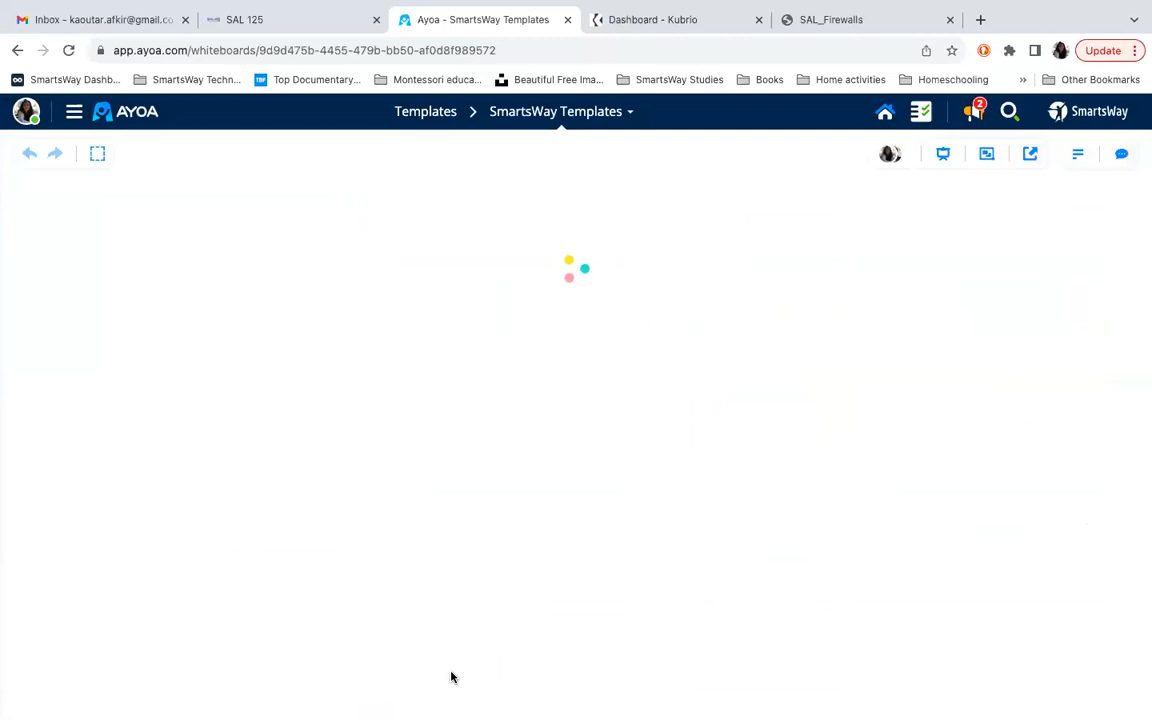 Inbox - kaoutar.afkir@gmail.co
SAL 125
Ayoa - SmartsWay Templates
Dashboard - Kubrio
SAL_Firewalls
app.ayoa.com/whiteboards/9d9d475b-4455-479b-bb50-af0d8f989572
Update
SmartsWay Dashb...
SmartsWay Techn...
Top Documentary...
Montessori educa...
Beautiful Free Ima...
SmartsWay Studies
Books
Home activities
Homeschooling
»
Other Bookmarks
AYOA
Templates
SmartsWay Templates
2
SmartsWay